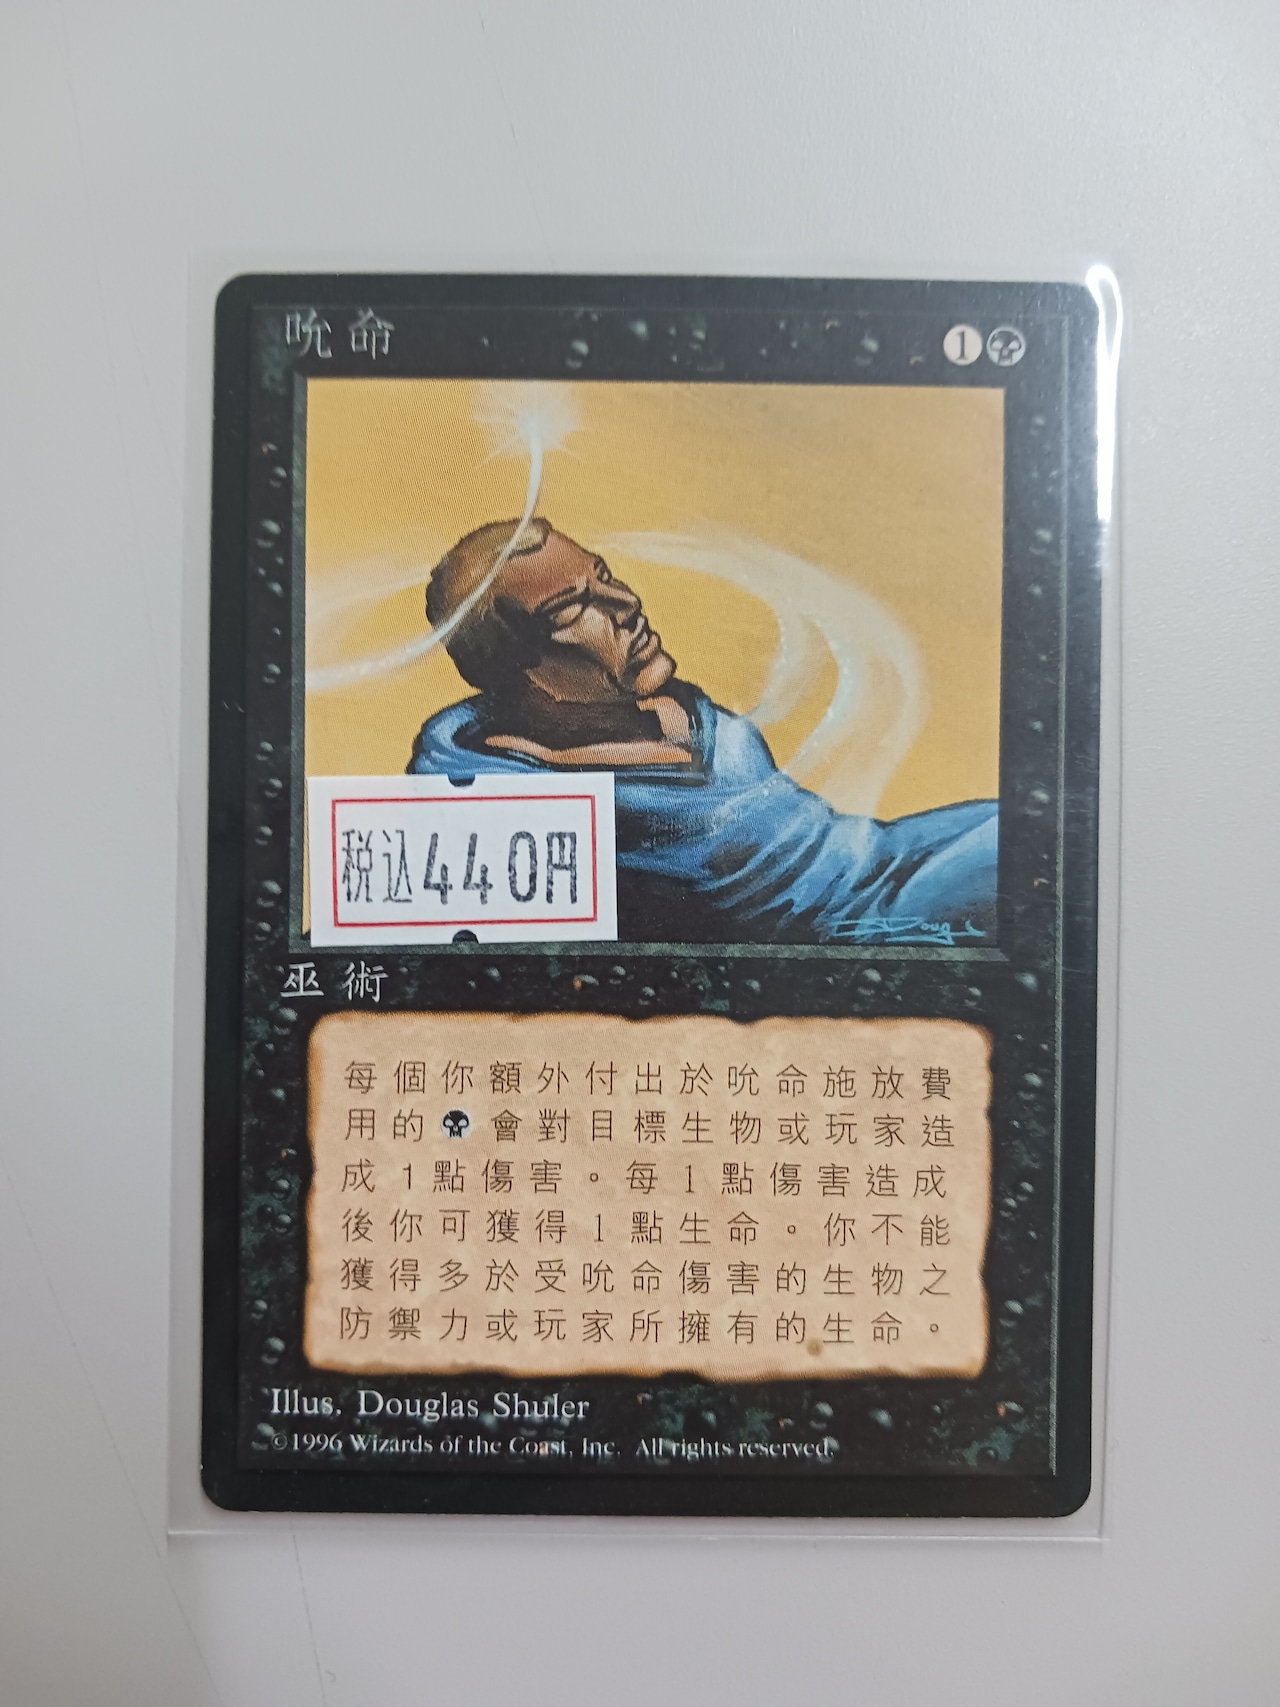 吮命
1
税込440円
Doug
巫術
每個你額外付出於吮命施放費
用的 會對目標生物或玩家造
成1點傷害。每1點傷害造成
後你可獲得1點生命。你不能
獲得多於受吮命傷害的生物之
防禦力或玩家所擁有的生命。
Illus. Douglas Shuler
©1996 Wizards of the Coast, Inc. All rights reserved.